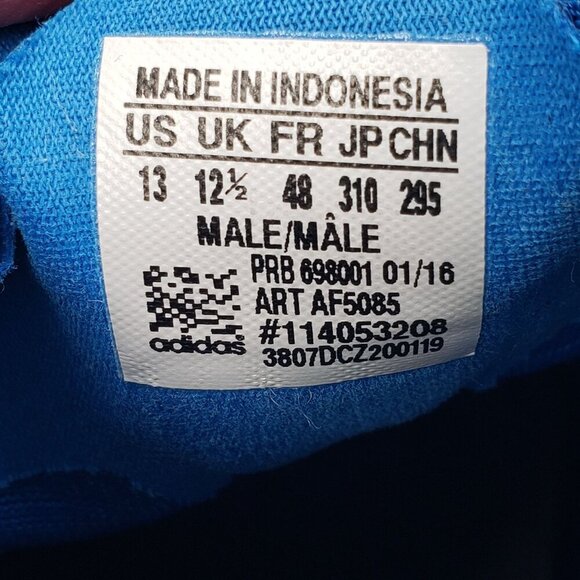 MADE IN INDONESIA
US UK FR JP CHN
13 12½ 48 310 295
MALE/MÂLE
PRB 698001 01/16
ART AF5085
#114053208
adidas 3807DCZ200119